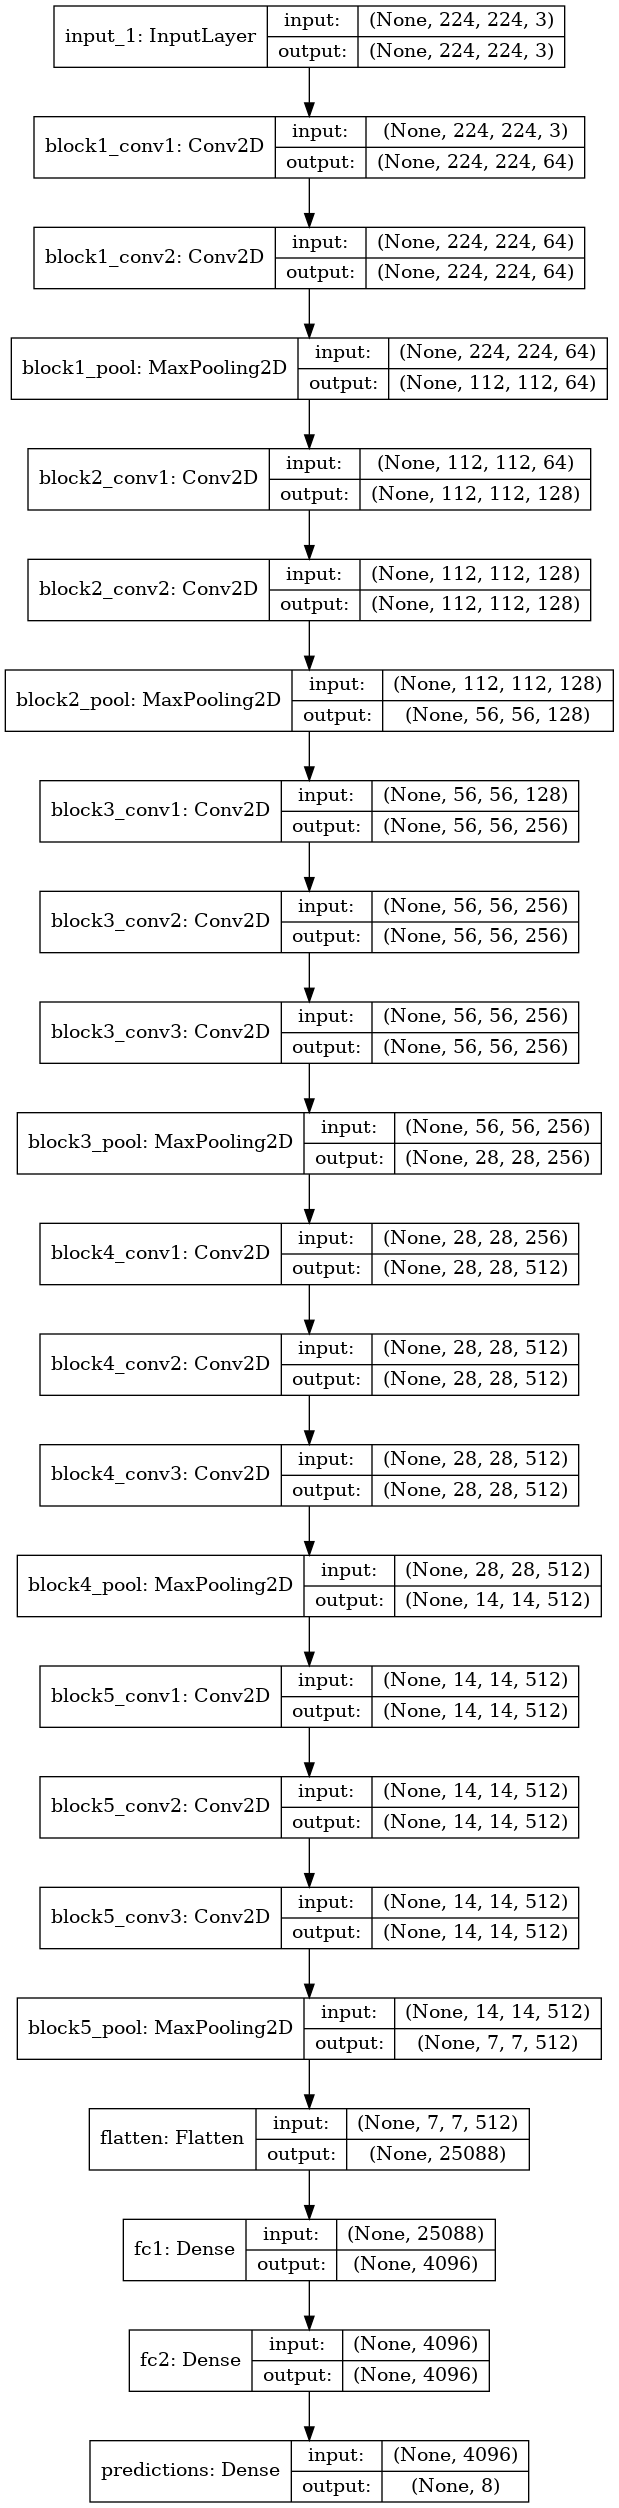 input_1: InputLayer
input: (None, 224, 224, 3)
output: (None, 224, 224, 3)
block1_conv1: Conv2D
input: (None, 224, 224, 3)
output: (None, 224, 224, 64)
block1_conv2: Conv2D
input: (None, 224, 224, 64)
output: (None, 224, 224, 64)
block1_pool: MaxPooling2D
input: (None, 224, 224, 64)
output: (None, 112, 112, 64)
block2_conv1: Conv2D
input: (None, 112, 112, 64)
output: (None, 112, 112, 128)
block2_conv2: Conv2D
input: (None, 112, 112, 128)
output: (None, 112, 112, 128)
block2_pool: MaxPooling2D
input: (None, 112, 112, 128)
output: (None, 56, 56, 128)
block3_conv1: Conv2D
input: (None, 56, 56, 128)
output: (None, 56, 56, 256)
block3_conv2: Conv2D
input: (None, 56, 56, 256)
output: (None, 56, 56, 256)
block3_conv3: Conv2D
input: (None, 56, 56, 256)
output: (None, 56, 56, 256)
block3_pool: MaxPooling2D
input: (None, 56, 56, 256)
output: (None, 28, 28, 256)
block4_conv1: Conv2D
input: (None, 28, 28, 256)
output: (None, 28, 28, 512)
block4_conv2: Conv2D
input: (None, 28, 28, 512)
output: (None, 28, 28, 512)
block4_conv3: Conv2D
input: (None, 28, 28, 512)
output: (None, 28, 28, 512)
block4_pool: MaxPooling2D
input: (None, 28, 28, 512)
output: (None, 14, 14, 512)
block5_conv1: Conv2D
input: (None, 14, 14, 512)
output: (None, 14, 14, 512)
block5_conv2: Conv2D
input: (None, 14, 14, 512)
output: (None, 14, 14, 512)
block5_conv3: Conv2D
input: (None, 14, 14, 512)
output: (None, 14, 14, 512)
block5_pool: MaxPooling2D
input: (None, 14, 14, 512)
output: (None, 7, 7, 512)
flatten: Flatten
input: (None, 7, 7, 512)
output: (None, 25088)
fc1: Dense
input: (None, 25088)
output: (None, 4096)
fc2: Dense
input: (None, 4096)
output: (None, 4096)
predictions: Dense
input: (None, 4096)
output: (None, 8)